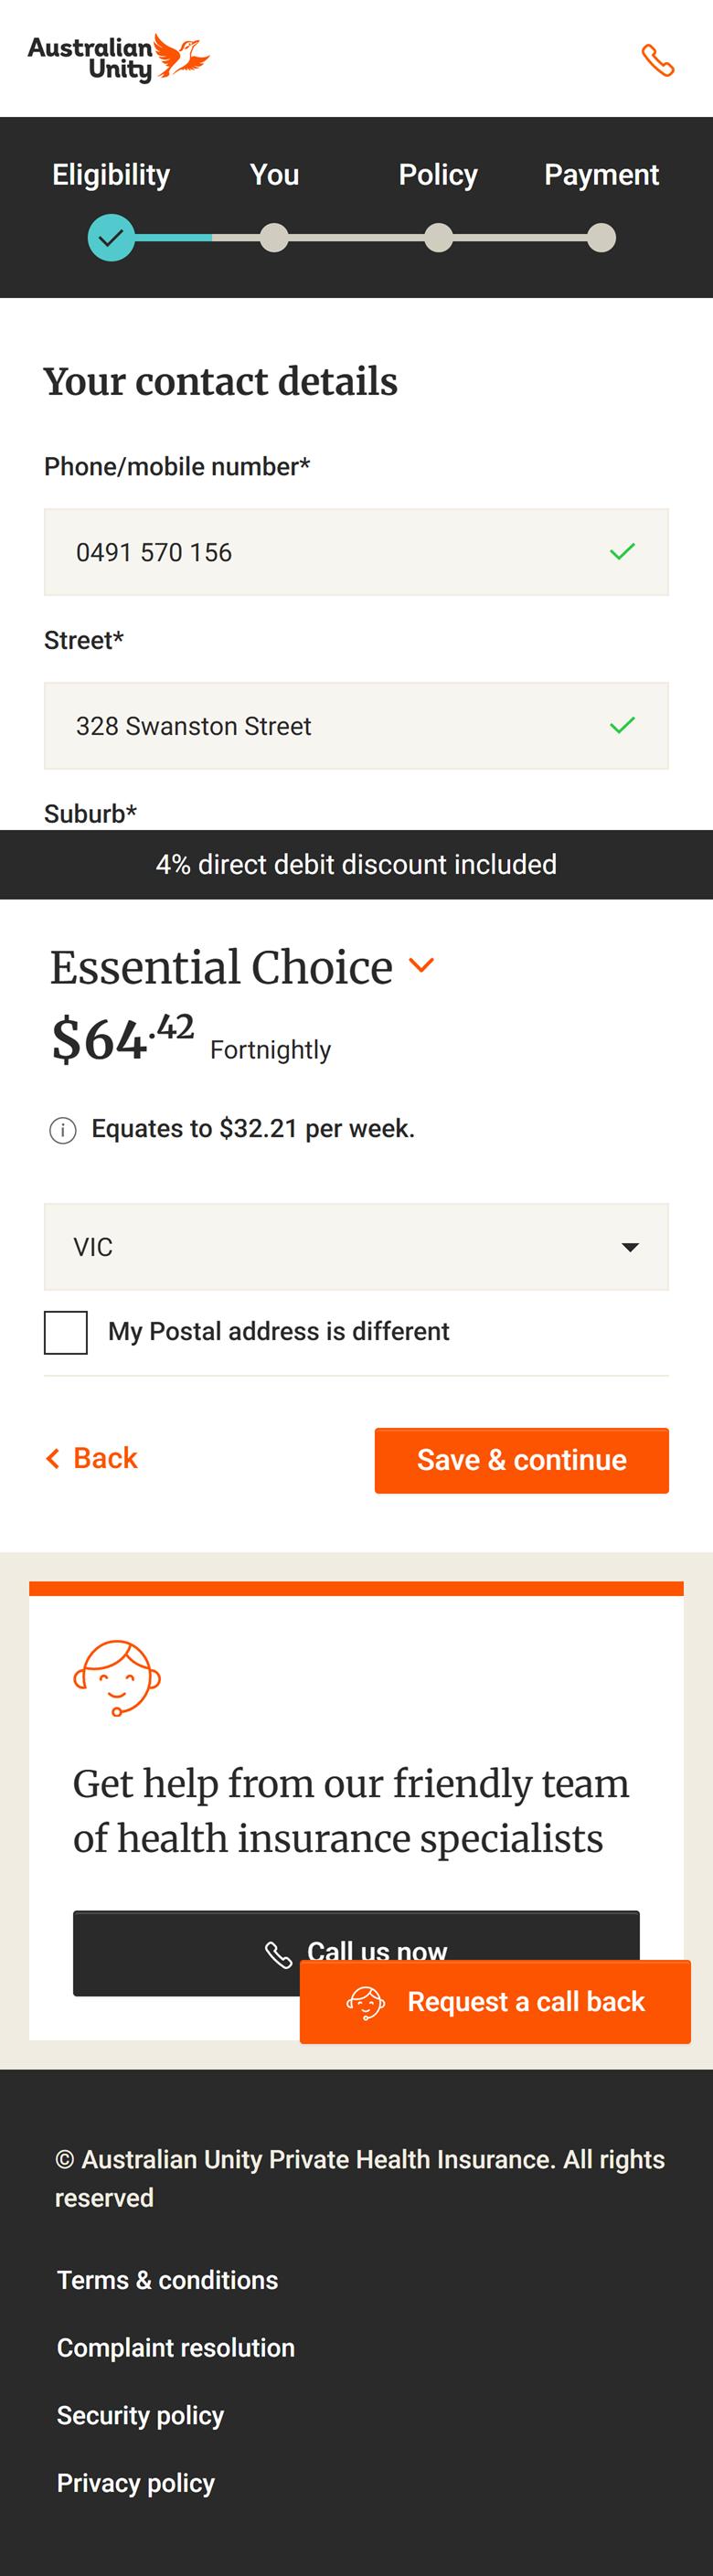 Australian
Unity
Eligibility You Policy Payment
Your contact details
Phone/mobile number*
0491 570 156
Street*
328 Swanston Street
Suburb*
4% direct debit discount included
Essential Choice
$64.42 Fortnightly
Equates to $32.21 per week.
VIC
My Postal address is different
Back
Save & continue
Get help from our friendly team
of health insurance specialists
Call us now
Request a call back
© Australian Unity Private Health Insurance. All rights
reserved
Terms & conditions
Complaint resolution
Security policy
Privacy policy